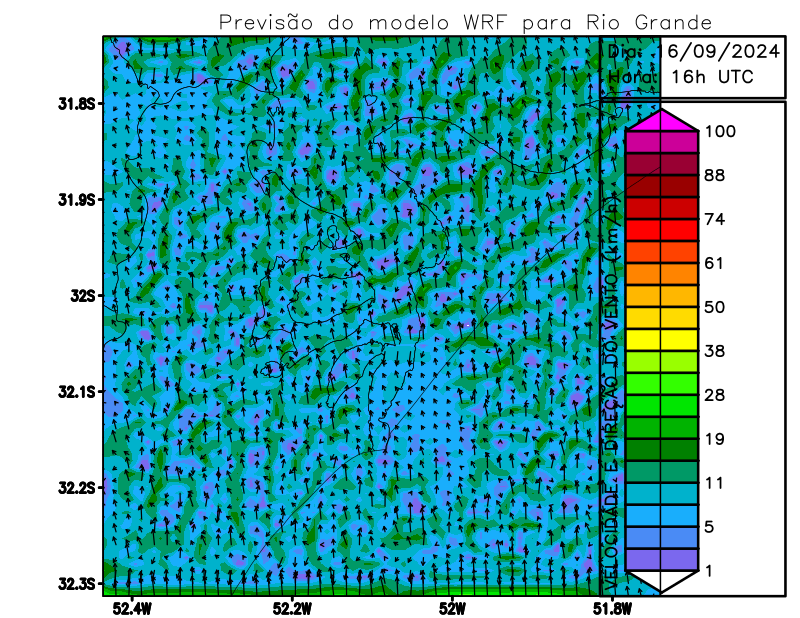 Previsão do modelo WRF para Rio Grande
Dia: 16/09/2024
Hora: 16h UTC
31.8S
31.9S
32S
32.1S
32.2S
32.3S
52.4W
52.2W
52W
51.8W
VELOCIDADE E DIREÇÃO DO VENTO (km/h)
100
88
74
61
50
38
28
19
11
5
1